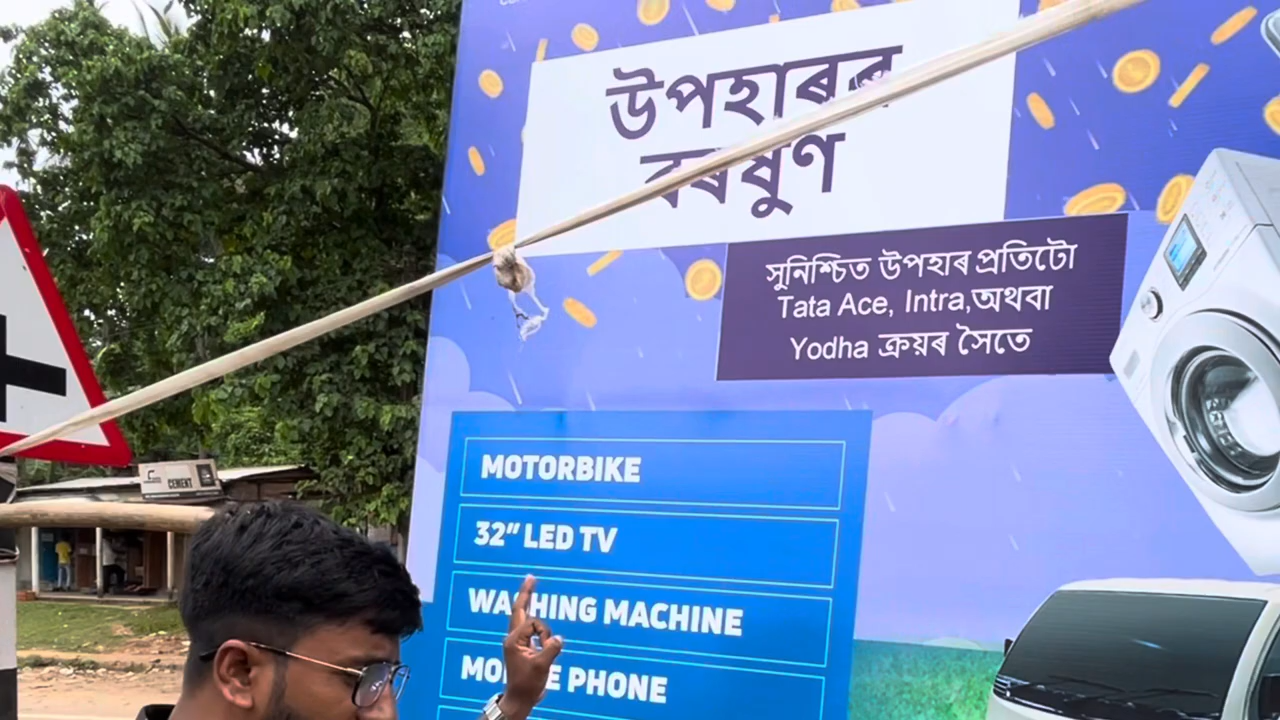 উপহাৰৰ
বৰষুণ
সুনিশ্চিত উপহাৰ প্ৰতিটো
Tata Ace, Intra,অথবা
Yodha ক্ৰয়ৰ সৈতে
MOTORBIKE
32” LED TV
WASHING MACHINE
MOBILE PHONE
CEMENT